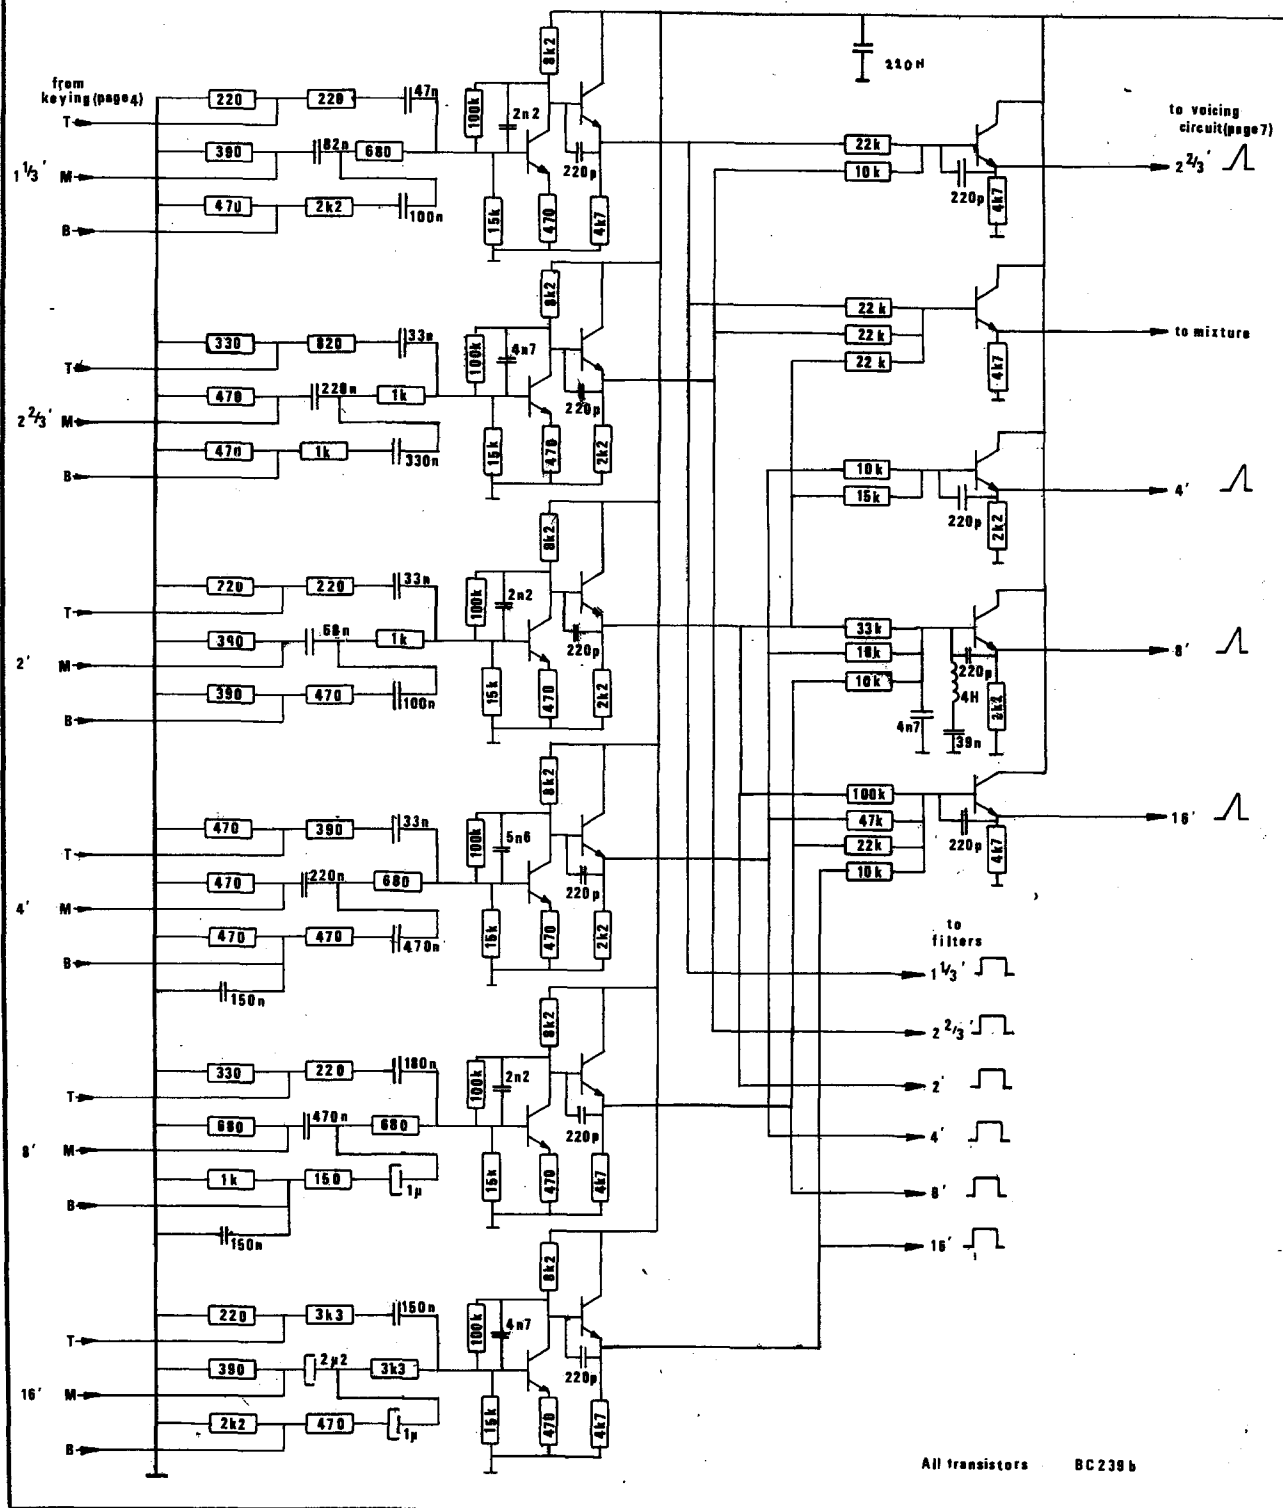 220n
from
keying(page4)
to voicing
circuit(page7)
1 1/3'
T
220
220
47n
M
390
82n
680
B
470
2k2
100n
100k
2n2
8k2
220p
15k
470
4k7
2 2/3'
T
330
820
33n
M
470
220n
1k
B
470
1k
330n
100k
4n7
8k2
220p
15k
470
2k2
2'
T
220
220
33n
M
390
68n
1k
B
390
470
100n
100k
2n2
8k2
220p
15k
470
2k2
4'
T
470
390
33n
M
470
220n
680
B
470
470
470n
150n
100k
5n6
8k2
220p
15k
470
2k2
8'
T
330
220
180n
M
680
470n
680
B
1k
150
1µ
150n
100k
2n2
8k2
220p
15k
470
4k7
16'
T
220
3k3
150n
M
390
2µ2
3k3
B
2k2
470
1µ
100k
4n7
8k2
220p
15k
470
4k7
22k
10k
220p
4k7
2 2/3'
22k
22k
22k
4k7
to mixture
10k
15k
220p
2k2
4'
33k
10k
220p
4H
4n7
39n
2k2
8'
100k
47k
22k
10k
220p
4k7
16'
to
filters
1 1/3'
2 2/3'
2'
4'
8'
16'
All transistors BC239b